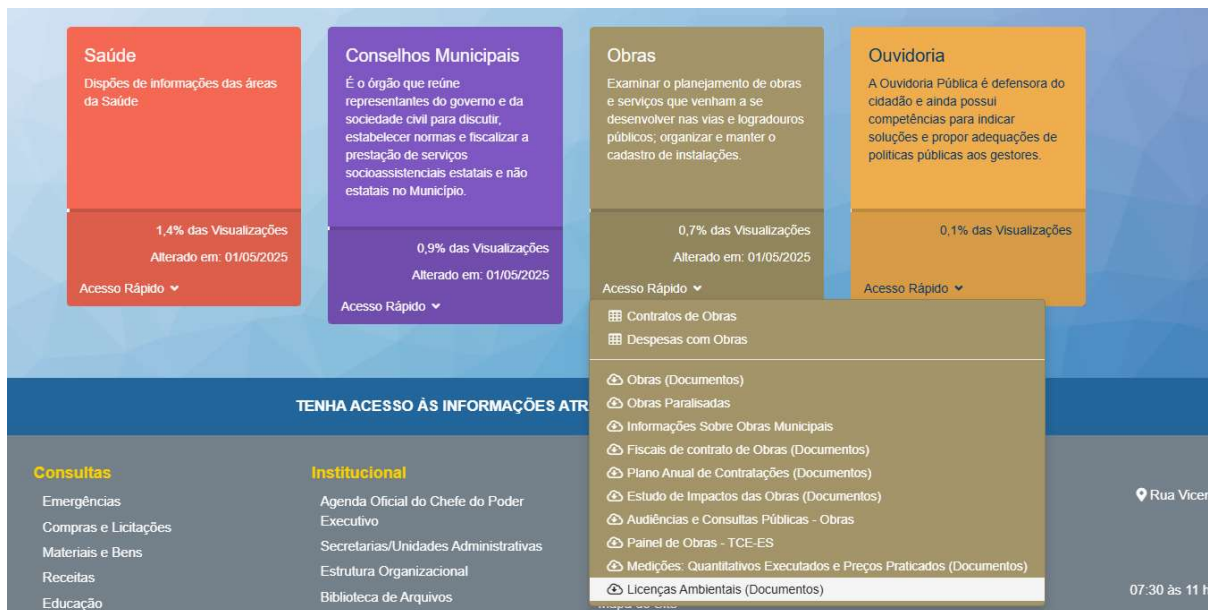 Saúde
Dispões de informações das áreas
da Saúde
1,4% das Visualizações
Alterado em: 01/05/2025
Acesso Rápido
Conselhos Municipais
É o órgão que reúne
representantes do governo e da
sociedade civil para discutir,
estabelecer normas e fiscalizar a
prestação de serviços
socioassistenciais estatais e não
estatais no Município.
0,9% das Visualizações
Alterado em: 01/05/2025
Acesso Rápido
Obras
Examinar o planejamento de obras
e serviços que venham a se
desenvolver nas vias e logradouros
públicos; organizar e manter o
cadastro de instalações.
0,7% das Visualizações
Alterado em: 01/05/2025
Acesso Rápido
Contratos de Obras
Despesas com Obras
Obras (Documentos)
Obras Paralisadas
Informações Sobre Obras Municipais
Fiscais de contrato de Obras (Documentos)
Plano Anual de Contratações (Documentos)
Estudo de Impactos das Obras (Documentos)
Audiências e Consultas Públicas - Obras
Painel de Obras - TCE-ES
Medições: Quantitativos Executados e Preços Praticados (Documentos)
Licenças Ambientais (Documentos)
Ouvidoria
A Ouvidoria Pública é defensora do
cidadão e ainda possui
competências para indicar
soluções e propor adequações de
políticas públicas aos gestores.
0,1% das Visualizações
Acesso Rápido
TENHA ACESSO ÀS INFORMAÇÕES ATR
Consultas
Emergências
Compras e Licitações
Materiais e Bens
Receitas
Educação
Institucional
Agenda Oficial do Chefe do Poder
Executivo
Secretarias/Unidades Administrativas
Estrutura Organizacional
Biblioteca de Arquivos
Rua Vicer
07:30 às 11 h